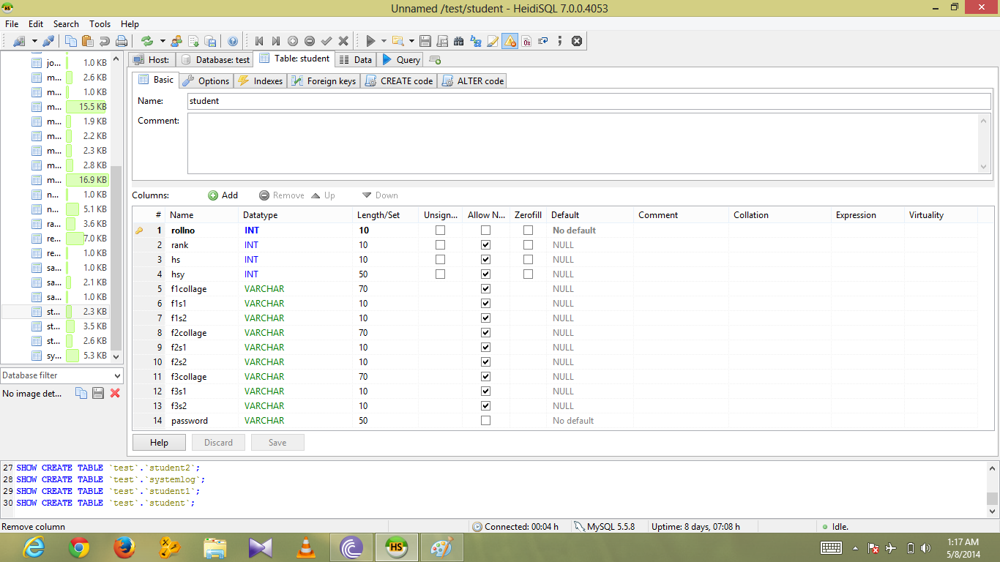 Unnamed /test/student - HeidiSQL 7.0.0.4053
File Edit Search Tools Help
Host: Database: test Table: student Data Query
Basic Options Indexes Foreign keys CREATE code ALTER code
Name: student
Comment:
Columns: Add Remove Up Down
# Name Datatype Length/Set Unsign... Allow N... Zerofill Default Comment Collation Expression Virtuality
1 rollno INT 10 No default
2 rank INT 10 NULL
3 hs INT 10 NULL
4 hsy INT 50 NULL
5 f1collage VARCHAR 70 NULL
6 f1s1 VARCHAR 10 NULL
7 f1s2 VARCHAR 10 NULL
8 f2collage VARCHAR 70 NULL
9 f2s1 VARCHAR 10 NULL
10 f2s2 VARCHAR 10 NULL
11 f3collage VARCHAR 70 NULL
12 f3s1 VARCHAR 10 NULL
13 f3s2 VARCHAR 10 NULL
14 password VARCHAR 50 No default
Help Discard Save
jo... 1.0 KB
m... 2.6 KB
m... 1.0 KB
m... 15.5 KB
m... 1.9 KB
m... 2.2 KB
m... 2.3 KB
m... 2.8 KB
m... 16.9 KB
n... 1.0 KB
n... 5.1 KB
ra... 3.6 KB
re... 7.0 KB
re... 1.0 KB
sa... 1.0 KB
sa... 2.1 KB
sa... 1.0 KB
st... 2.3 KB
st... 3.5 KB
st... 2.6 KB
sy... 5.3 KB
Database filter
No image det...
27 SHOW CREATE TABLE `test`.`student2`;
28 SHOW CREATE TABLE `test`.`systemlog`;
29 SHOW CREATE TABLE `test`.`student1`;
30 SHOW CREATE TABLE `test`.`student`;
Remove column Connected: 00:04 h MySQL 5.5.8 Uptime: 8 days, 07:08 h Idle.
HS
1:17 AM
5/8/2014